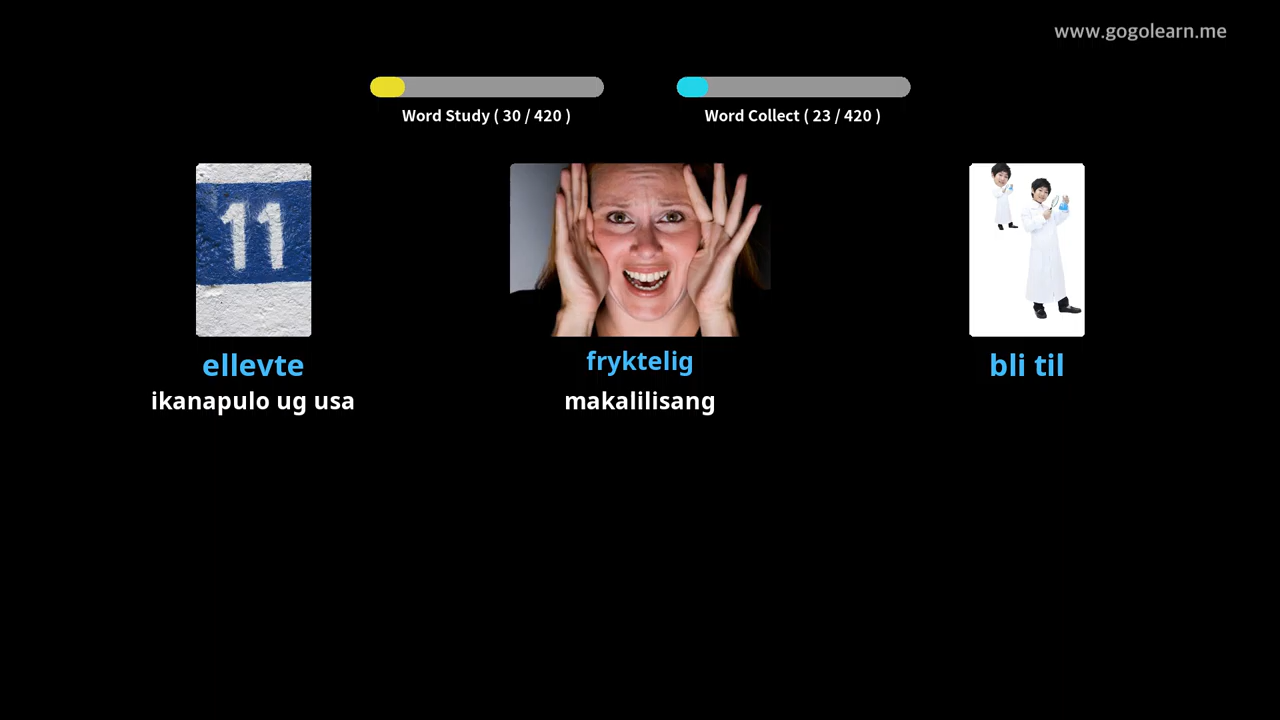 www.gogolearn.me
Word Study ( 30 / 420 )
Word Collect ( 23 / 420 )
11
ellevte
ikanapulo ug usa
fryktelig
makalilisang
bli til